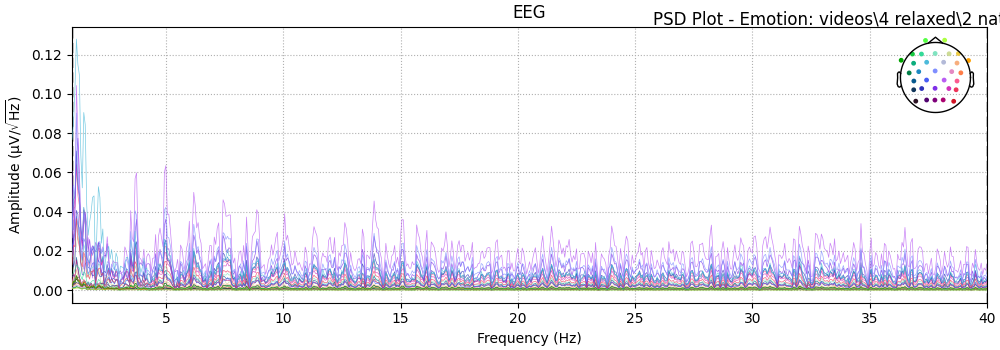 EEG
PSD Plot - Emotion: videos\4 relaxed\2 nat
0.12
0.10
0.08
0.06
0.04
0.02
0.00
Amplitude (µV/√Hz)
5 10 15 20 25 30 35 40
Frequency (Hz)